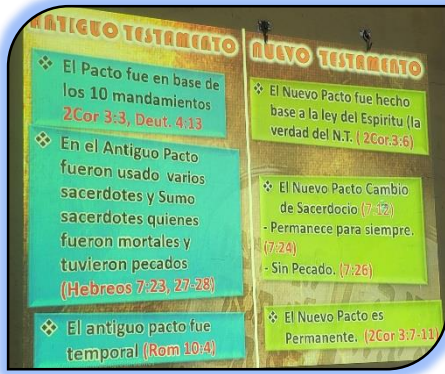 ANTIGUO TESTAMENTO
❖ El Pacto fue en base de
los 10 mandamientos
2Cor 3:3, Deut. 4:13
❖ En el Antiguo Pacto
fueron usado varios
sacerdotes y Sumo
sacerdotes quienes
fueron mortales y
tuvieron pecados
(Hebreos 7:23, 27-28)
❖ El antiguo pacto fue
temporal (Rom 10:4)
NUEVO TESTAMENTO
❖ El Nuevo Pacto fue hecho
base a la ley del Espiritu (la
verdad del N.T. ( 2Cor.3:6)
❖ El Nuevo Pacto Cambio
de Sacerdocio (7:12)
- Permanece para siempre.
(7:24)
- Sin Pecado. (7:26)
❖ El Nuevo Pacto es
Permanente. (2Cor 3:7-11)